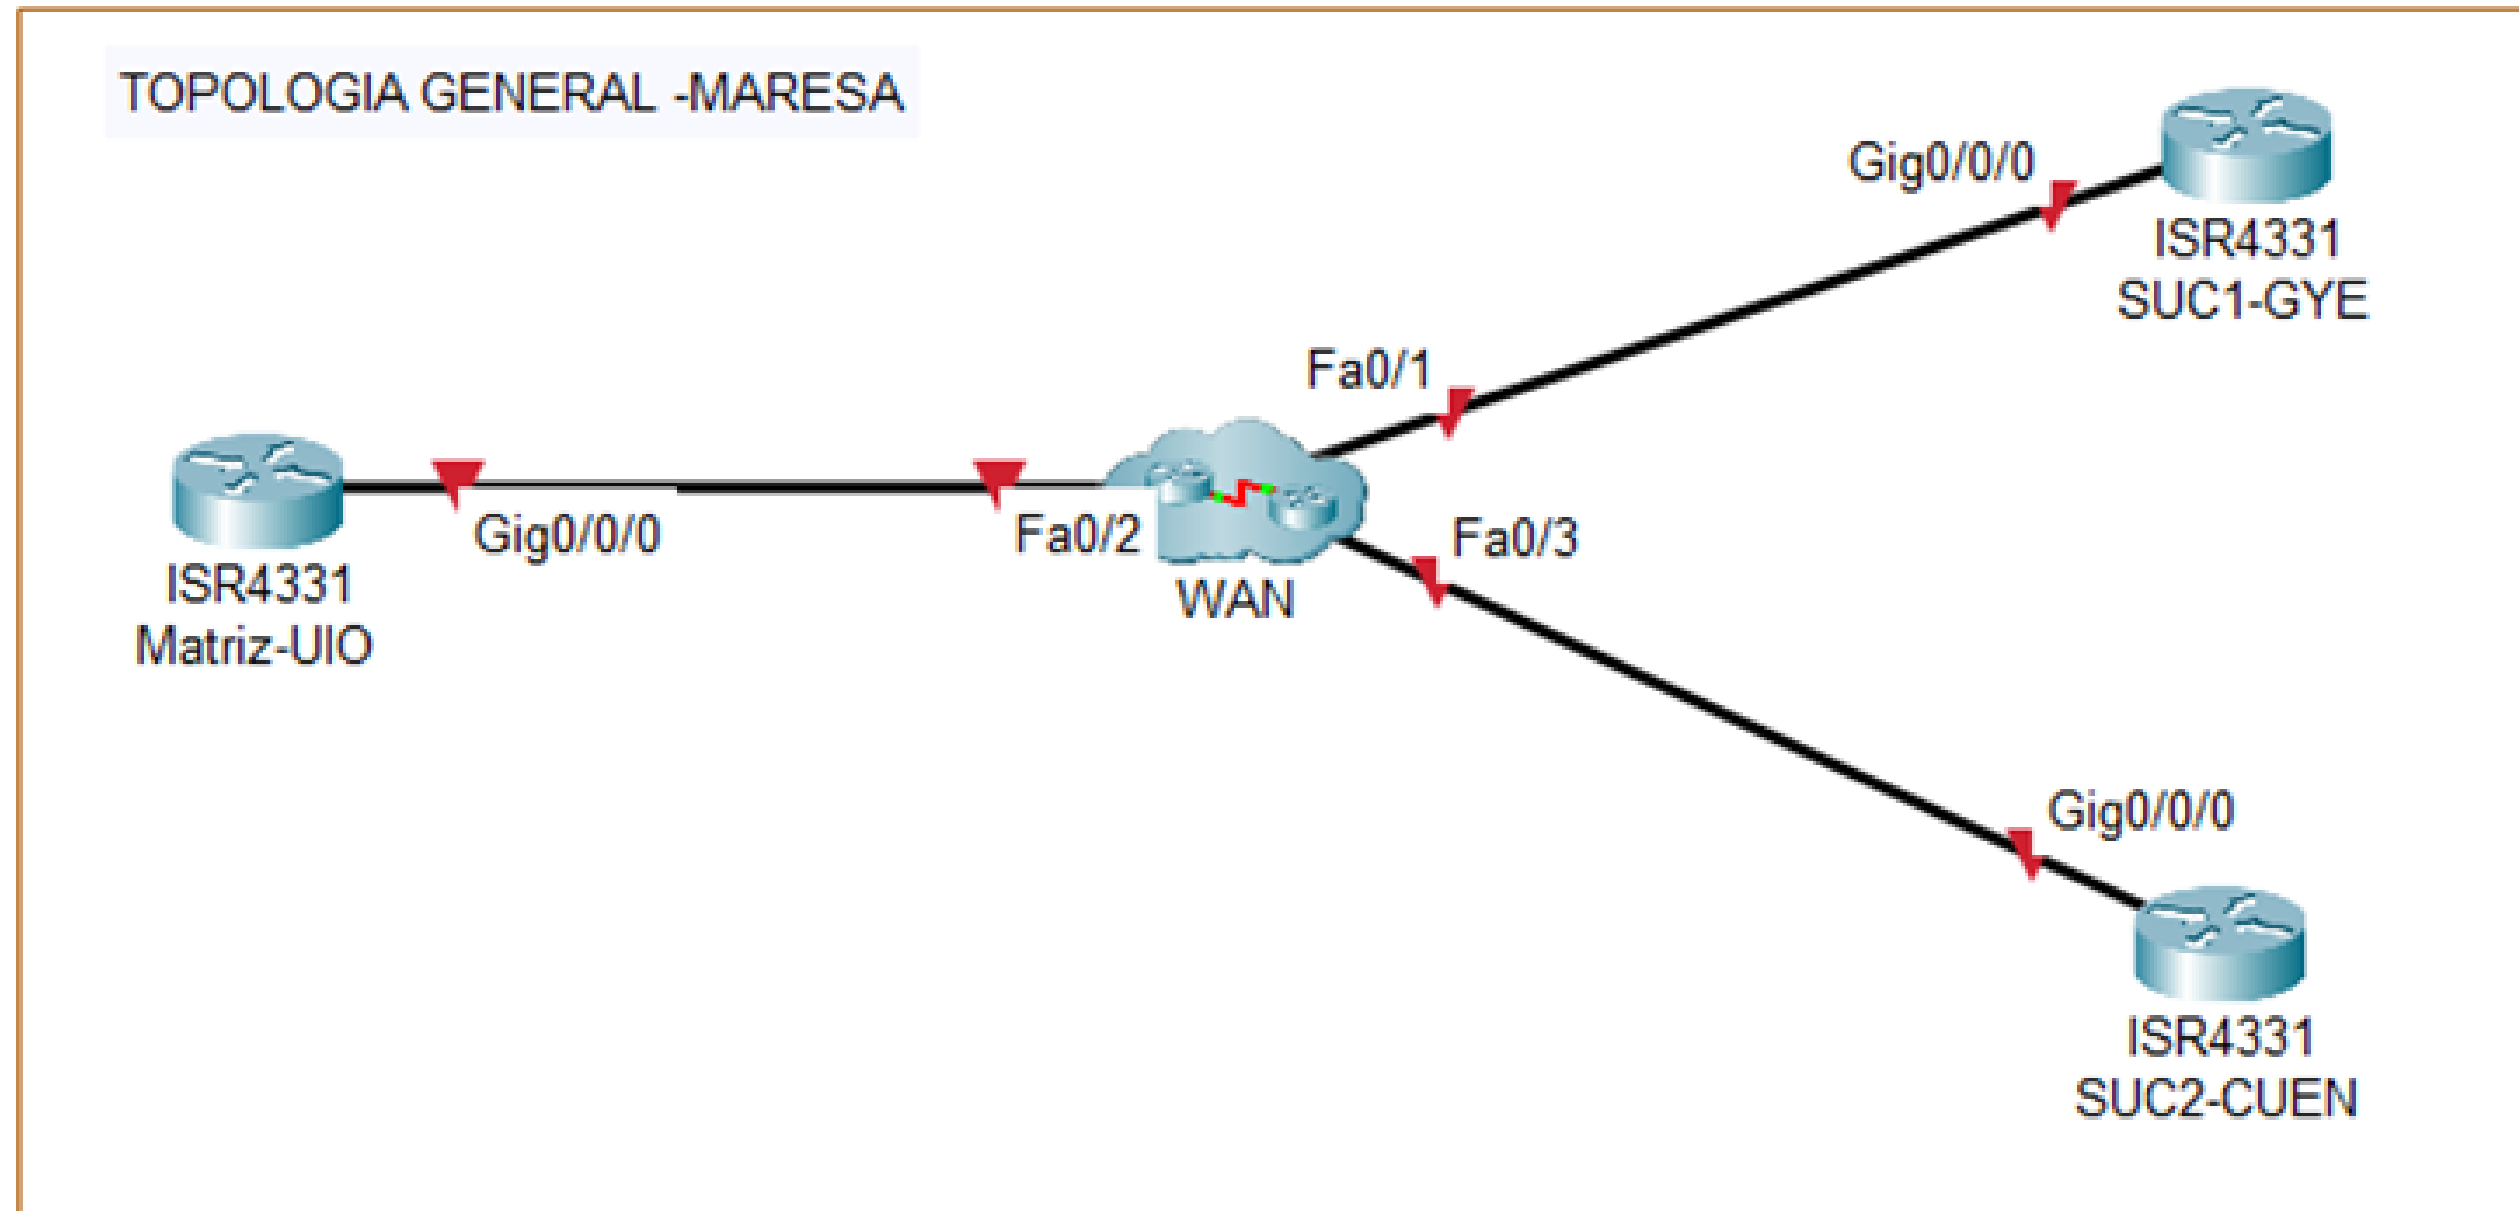 TOPOLOGIA GENERAL -MARESA
Gig0/0/0
ISR4331
SUC1-GYE
Fa0/1
Gig0/0/0
ISR4331
Matriz-UIO
Fa0/2
WAN
Fa0/3
Gig0/0/0
ISR4331
SUC2-CUEN